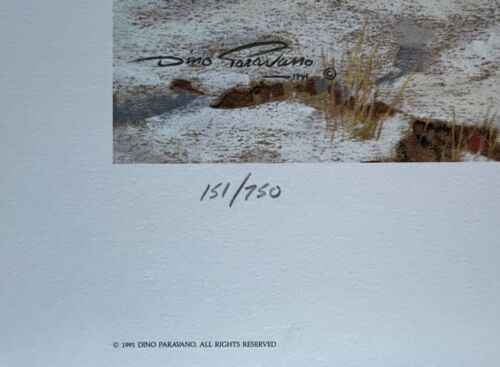 Dino Paravano
1991 ©
151/750
© 1991 DINO PARAVANO, ALL RIGHTS RESERVED